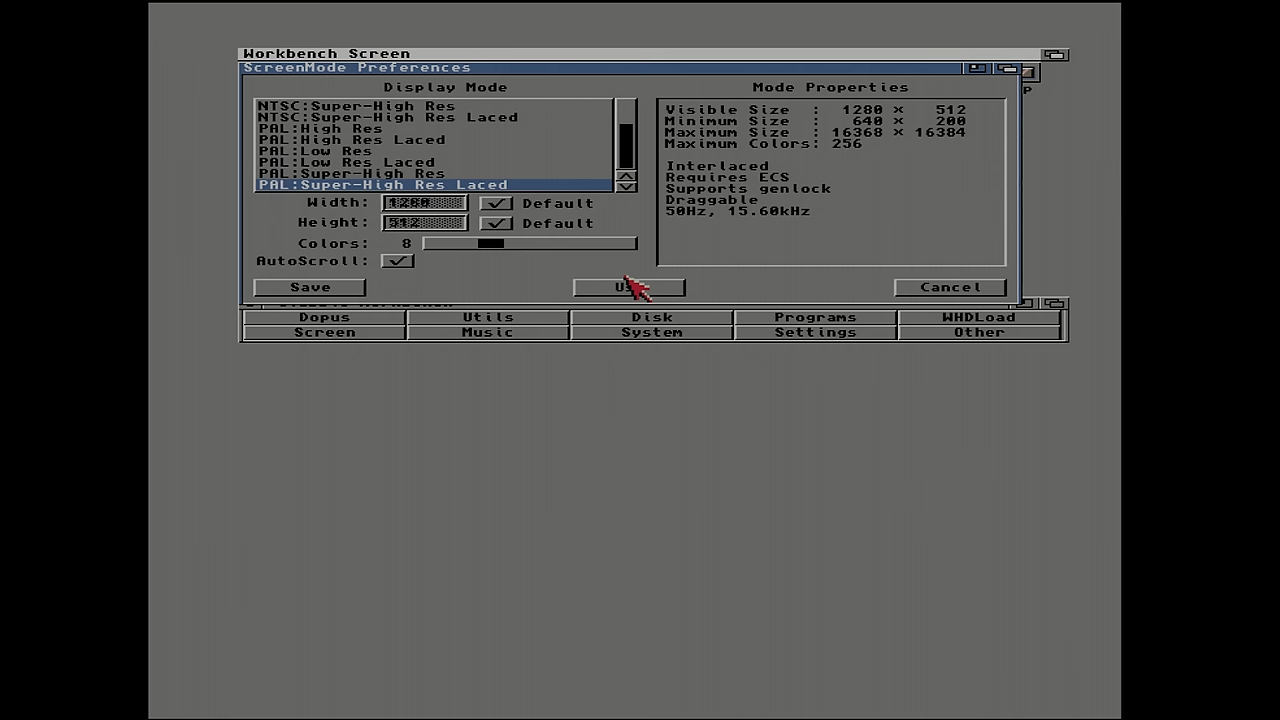 Workbench Screen
ScreenMode Preferences
Display Mode
NTSC:Super-High Res
NTSC:Super-High Res Laced
PAL:High Res
PAL:High Res Laced
PAL:Low Res
PAL:Low Res Laced
PAL:Super-High Res
PAL:Super-High Res Laced
Width: 1280 Default
Height: 512 Default
Colors: 8
AutoScroll:
Mode Properties
Visible Size : 1280 × 512
Minimum Size : 640 × 200
Maximum Size : 16368 × 16384
Maximum Colors: 256
Interlaced
Requires ECS
Supports genlock
Draggable
50Hz, 15.60kHz
Save Cancel
Dopus Utils Disk Programs WHDLoad
Screen Music System Settings Other